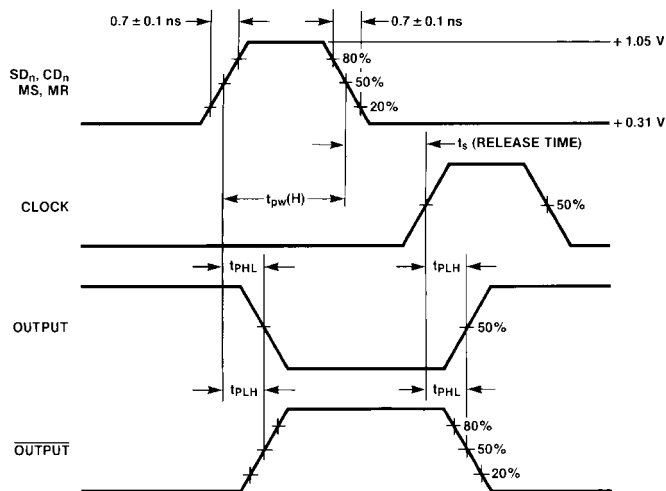 0.7 ± 0.1 ns
0.7 ± 0.1 ns
+ 1.05 V
SDn, CDn
MS, MR
80%
50%
20%
+ 0.31 V
ts (RELEASE TIME)
CLOCK
tpw(H)
50%
tPHL
tPLH
OUTPUT
50%
tPLH
tPHL
OUTPUT
80%
50%
20%